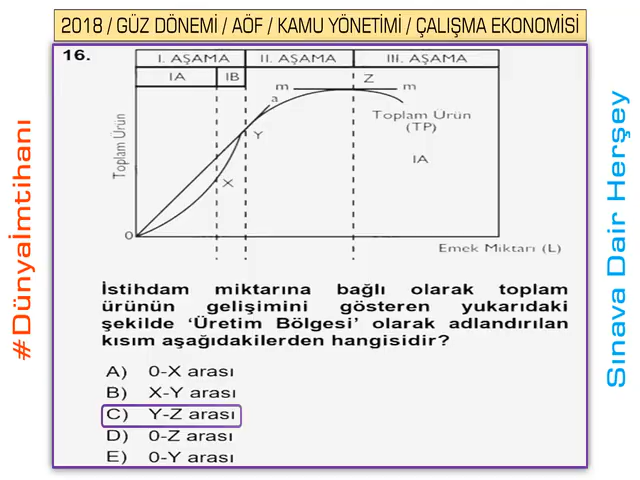 2018 / GÜZ DÖNEMİ / AÖF / KAMU YÖNETİMİ / ÇALIŞMA EKONOMİSİ
#Dünyaİmtihanı
16.
I. AŞAMA
II. AŞAMA
III. AŞAMA
IA
IB
Z
m
m
a
Toplam Ürün
(TP)
Y
IA
X
Toplam Ürün
0
Emek Miktarı (L)
İstihdam miktarına bağlı olarak toplam
ürünün gelişimini gösteren yukarıdaki
şekilde ‘Üretim Bölgesi’ olarak adlandırılan
kısım aşağıdakilerden hangisidir?
A) 0-X arası
B) X-Y arası
C) Y-Z arası
D) 0-Z arası
E) 0-Y arası
Sınava Dair Herşey